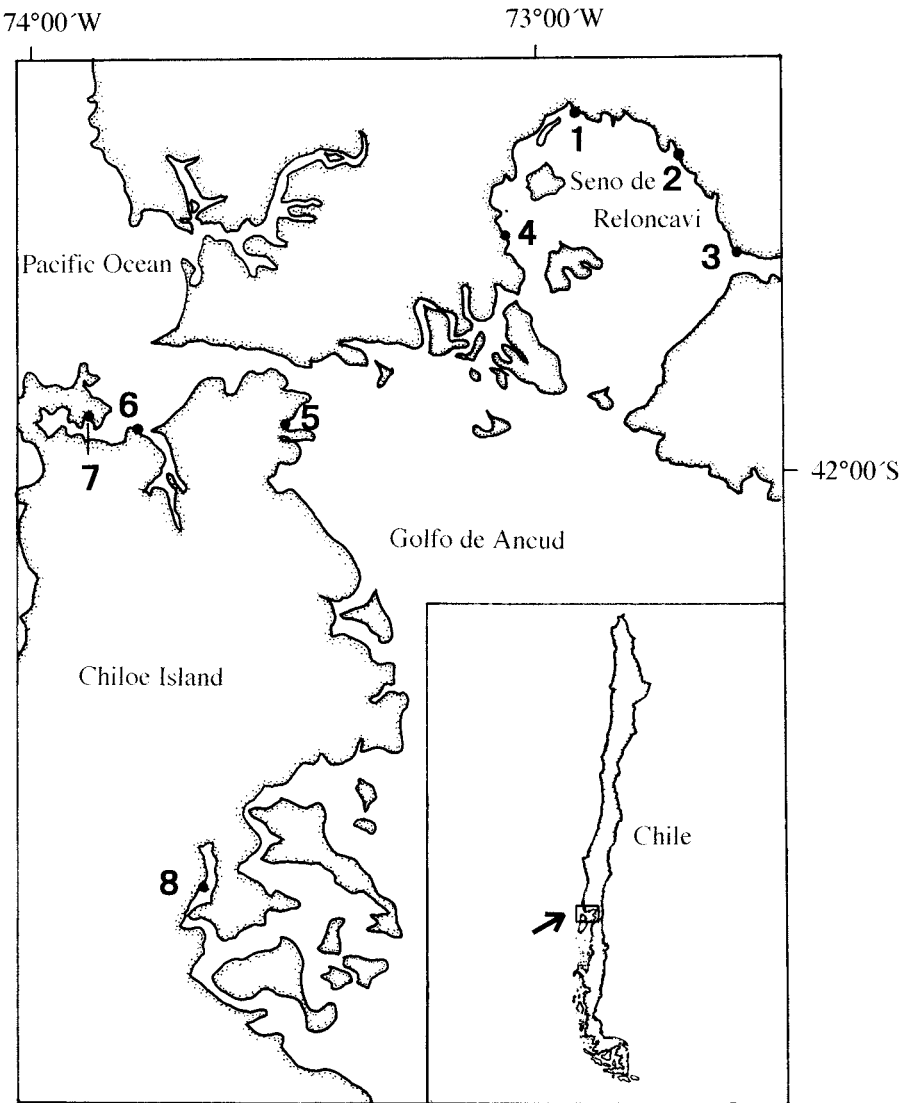 74°00´W
73°00´W
1
Seno de
2
Reloncavi
4
3
Pacific Ocean
6
5
7
42°00´S
Golfo de Ancud
Chiloe Island
Chile
8